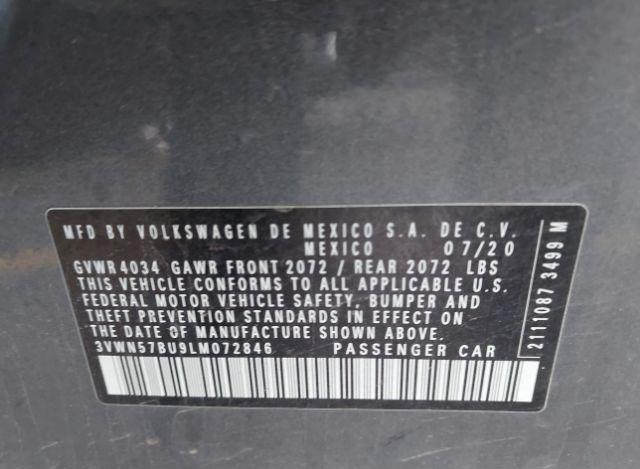 MFD BY VOLKSWAGEN DE MEXICO S.A. DE C.V.
MEXICO 07/20
GVWR 4034 GAWR FRONT 2072 / REAR 2072 LBS
THIS VEHICLE CONFORMS TO ALL APPLICABLE U.S.
FEDERAL MOTOR VEHICLE SAFETY, BUMPER AND
THEFT PREVENTION STANDARDS IN EFFECT ON
THE DATE OF MANUFACTURE SHOWN ABOVE.
3VWN57BU9LM072846 PASSENGER CAR
2111087 3499 M